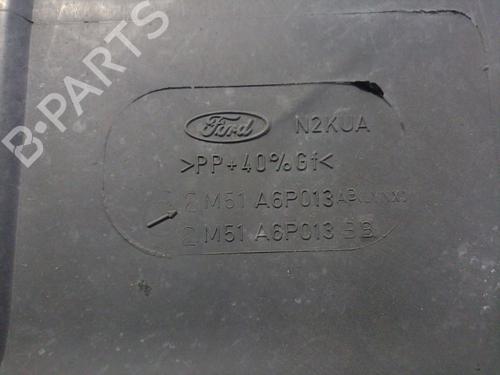 B-PARTS
Ford N2KUA
>PP+40%Gf<
2M51 A6P013
2M51 A6P013 BB